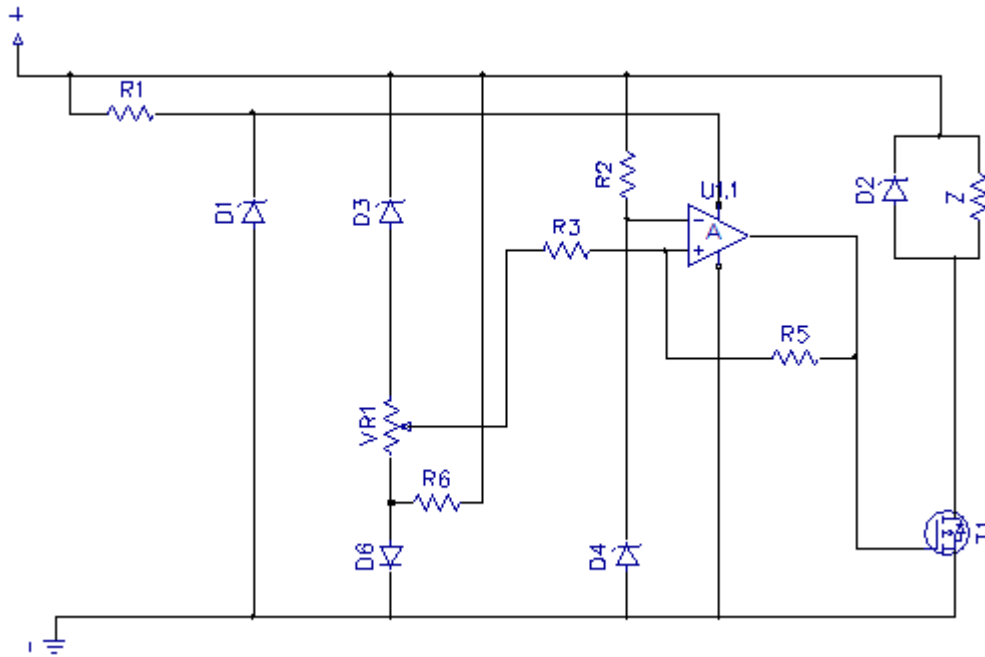 +
R1
R2
U1,1
D2
Z
D1
D3
R3
−
A
+
R5
VR1
R6
D6
D4
T1
-